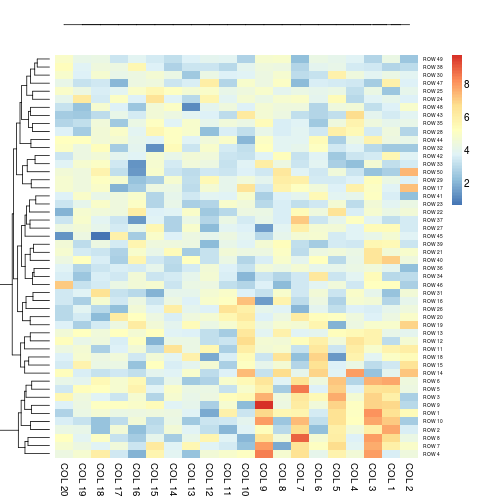 ROW 49
ROW 38
ROW 30
ROW 47
ROW 25
ROW 24
ROW 48
ROW 43
ROW 35
ROW 28
ROW 44
ROW 32
ROW 42
ROW 33
ROW 50
ROW 29
ROW 17
ROW 41
ROW 23
ROW 22
ROW 37
ROW 27
ROW 45
ROW 39
ROW 21
ROW 40
ROW 36
ROW 34
ROW 46
ROW 31
ROW 16
ROW 26
ROW 20
ROW 19
ROW 13
ROW 12
ROW 11
ROW 18
ROW 15
ROW 14
ROW 6
ROW 5
ROW 3
ROW 9
ROW 1
ROW 10
ROW 2
ROW 8
ROW 7
ROW 4
8
6
4
2
COL 20
COL 19
COL 18
COL 17
COL 16
COL 15
COL 14
COL 13
COL 12
COL 11
COL 10
COL 9
COL 8
COL 7
COL 6
COL 5
COL 4
COL 3
COL 1
COL 2